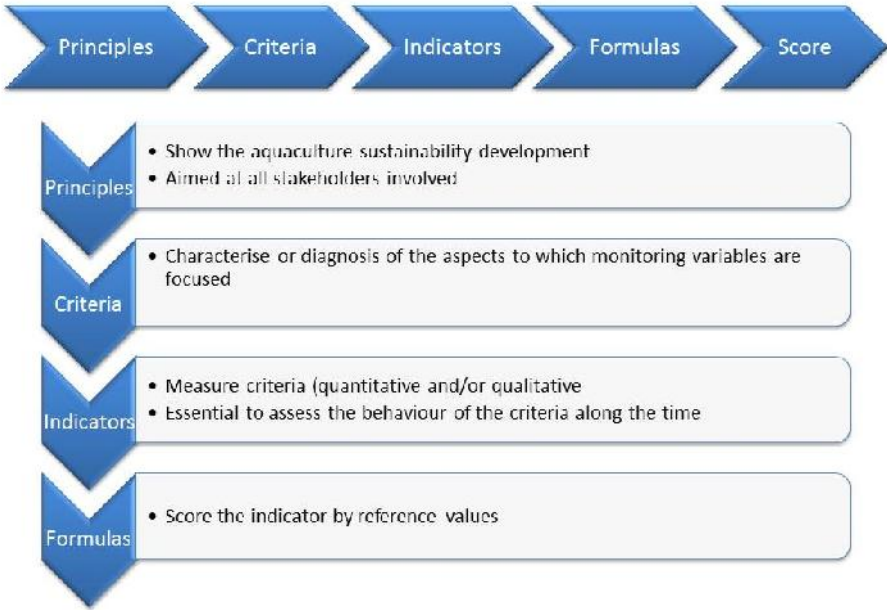 Principles
Criteria
Indicators
Formulas
Score
Principles
• Show the aquaculture sustainability development
• Aimed at all stakeholders involved
Criteria
• Characterise or diagnosis of the aspects to which monitoring variables are
focused
Indicators
• Measure criteria (quantitative and/or qualitative
• Essential to assess the behaviour of the criteria along the time
Formulas
• Score the indicator by reference values